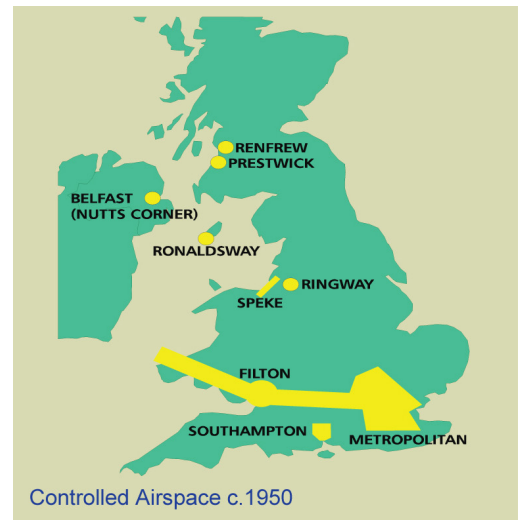 RENFREW
PRESTWICK
BELFAST
(NUTTS CORNER)
RONALDSWAY
RINGWAY
SPEKE
FILTON
SOUTHAMPTON
METROPOLITAN
Controlled Airspace c.1950